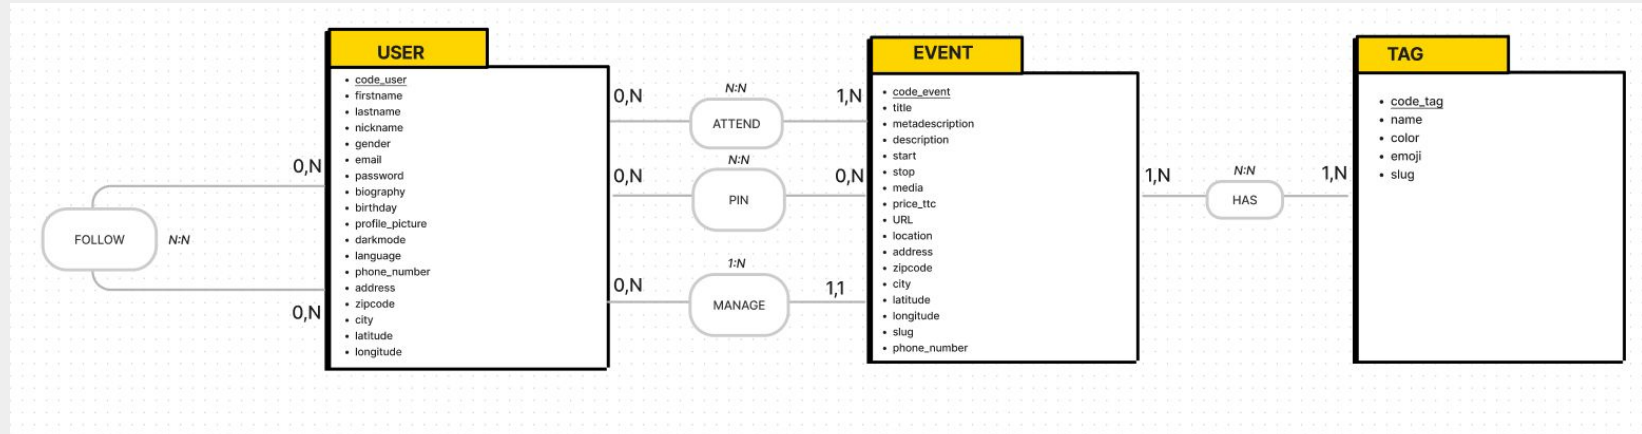 USER
• code_user
• firstname
• lastname
• nickname
• gender
• email
• password
• biography
• birthday
• profile_picture
• darkmode
• language
• phone_number
• address
• zipcode
• city
• latitude
• longitude
0,N
FOLLOW
N:N
0,N
0,N
N:N
ATTEND
1,N
0,N
N:N
PIN
0,N
0,N
1:N
MANAGE
1,1
EVENT
• code_event
• title
• metadescription
• description
• start
• stop
• media
• price_ttc
• URL
• location
• address
• zipcode
• city
• latitude
• longitude
• slug
• phone_number
1,N
N:N
HAS
1,N
TAG
• code_tag
• name
• color
• emoji
• slug